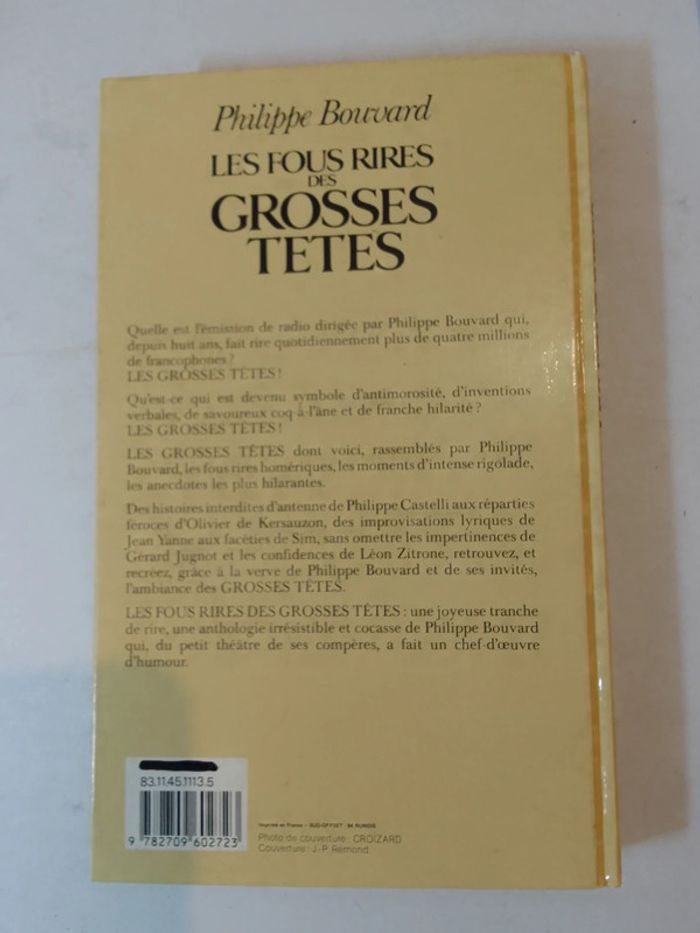 Philippe Bouvard
LES FOUS RIRES
DES
GROSSES
TETES
Quelle est l'émission de radio dirigée par Philippe Bouvard qui,
depuis huit ans, fait rire quotidiennement plus de quatre millions
de francophones ?
LES GROSSES TÊTES !
Qu'est-ce qui est devenu symbole d'antimorosité, d'inventions
verbales, de savoureux coq-à-l'âne et de franche hilarité ?
LES GROSSES TÊTES !
LES GROSSES TÊTES dont voici, rassemblés par Philippe
Bouvard, les fous rires homériques, les moments d'intense rigolade,
les anecdotes les plus hilarantes.
Des histoires interdites d'antenne de Philippe Castelli aux réparties
féroces d'Olivier de Kersauzon, des improvisations lyriques de
Jean Yanne aux facéties de Sim, sans omettre les impertinences de
Gérard Jugnot et les confidences de Léon Zitrone, retrouvez, et
recréez, grâce à la verve de Philippe Bouvard et de ses invités,
l'ambiance des GROSSES TÊTES.
LES FOUS RIRES DES GROSSES TÊTES : une joyeuse tranche
de rire, une anthologie irrésistible et cocasse de Philippe Bouvard
qui, du petit théâtre de ses compères, a fait un chef-d'œuvre
d'humour.
83.11.45.1113.5
9 782709 602723
Imprimé en France - SUD-OFFSET - 94 RUNGIS
Photo de couverture : CROIZARD
Couverture : J.-P. Rémond.